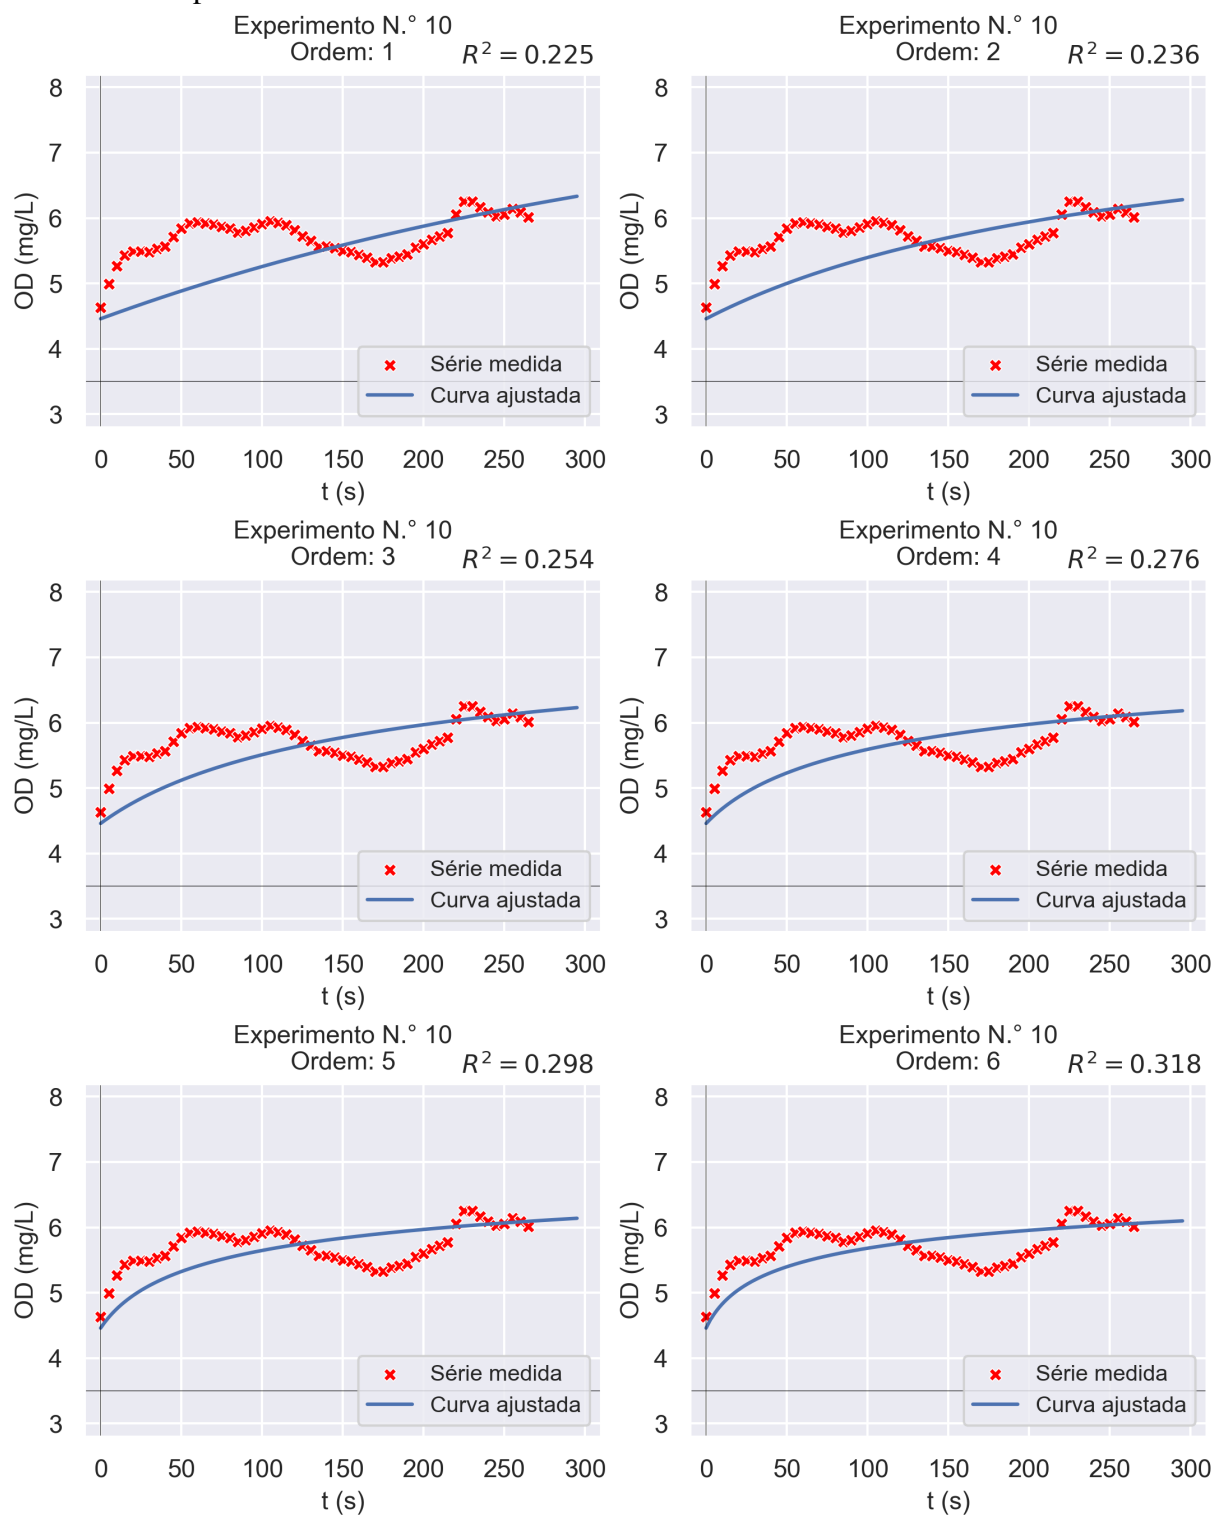 Experimento N.° 10
Ordem: 1 R² = 0.225
8
7
6
5
4
3
OD (mg/L)
Série medida
Curva ajustada
0 50 100 150 200 250 300
t (s)
Experimento N.° 10
Ordem: 2 R² = 0.236
8
7
6
5
4
3
OD (mg/L)
Série medida
Curva ajustada
0 50 100 150 200 250 300
t (s)
Experimento N.° 10
Ordem: 3 R² = 0.254
8
7
6
5
4
3
OD (mg/L)
Série medida
Curva ajustada
0 50 100 150 200 250 300
t (s)
Experimento N.° 10
Ordem: 4 R² = 0.276
8
7
6
5
4
3
OD (mg/L)
Série medida
Curva ajustada
0 50 100 150 200 250 300
t (s)
Experimento N.° 10
Ordem: 5 R² = 0.298
8
7
6
5
4
3
OD (mg/L)
Série medida
Curva ajustada
0 50 100 150 200 250 300
t (s)
Experimento N.° 10
Ordem: 6 R² = 0.318
8
7
6
5
4
3
OD (mg/L)
Série medida
Curva ajustada
0 50 100 150 200 250 300
t (s)